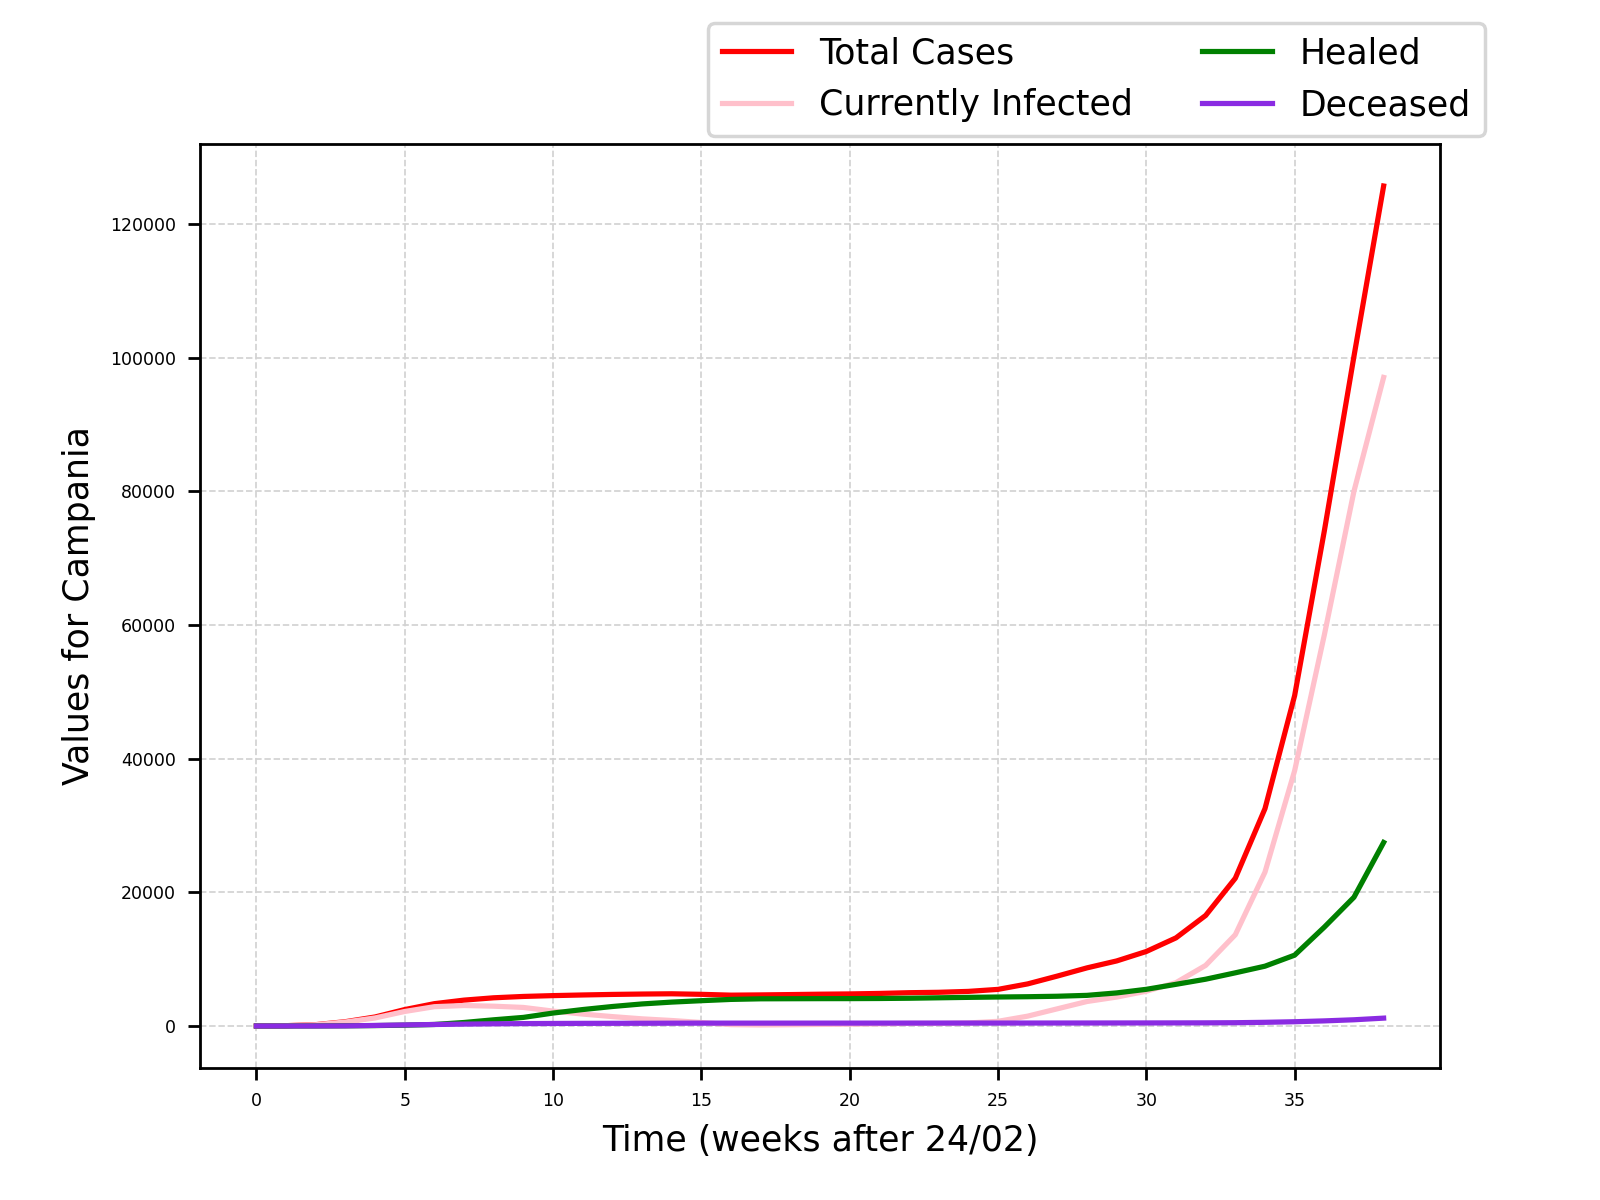 Total Cases
Currently Infected
Healed
Deceased
Values for Campania
120000
100000
80000
60000
40000
20000
0
0 5 10 15 20 25 30 35
Time (weeks after 24/02)